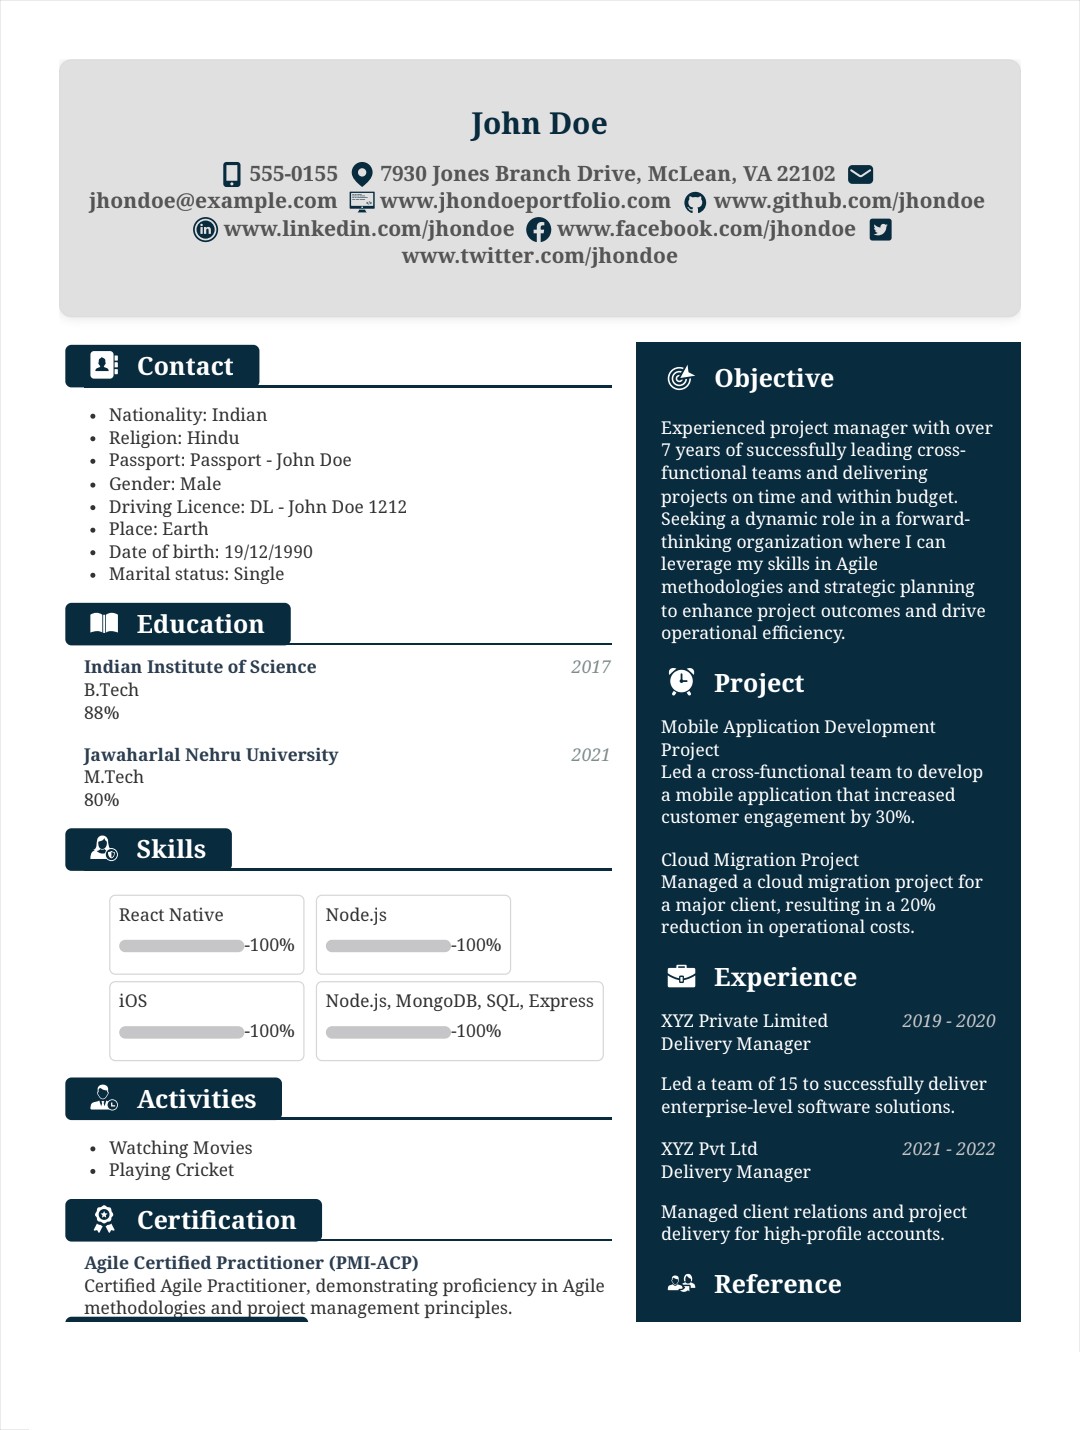 John Doe
555-0155 7930 Jones Branch Drive, McLean, VA 22102
jhondoe@example.com www.jhondoeportfolio.com www.github.com/jhondoe
www.linkedin.com/jhondoe www.facebook.com/jhondoe
www.twitter.com/jhondoe
Contact
• Nationality: Indian
• Religion: Hindu
• Passport: Passport - John Doe
• Gender: Male
• Driving Licence: DL - John Doe 1212
• Place: Earth
• Date of birth: 19/12/1990
• Marital status: Single
Education
Indian Institute of Science 2017
B.Tech
88%
Jawaharlal Nehru University 2021
M.Tech
80%
Skills
React Native
-100%
Node.js
-100%
iOS
-100%
Node.js, MongoDB, SQL, Express
-100%
Activities
• Watching Movies
• Playing Cricket
Certification
Agile Certified Practitioner (PMI-ACP)
Certified Agile Practitioner, demonstrating proficiency in Agile
methodologies and project management principles.
Objective
Experienced project manager with over
7 years of successfully leading cross-
functional teams and delivering
projects on time and within budget.
Seeking a dynamic role in a forward-
thinking organization where I can
leverage my skills in Agile
methodologies and strategic planning
to enhance project outcomes and drive
operational efficiency.
Project
Mobile Application Development
Project
Led a cross-functional team to develop
a mobile application that increased
customer engagement by 30%.
Cloud Migration Project
Managed a cloud migration project for
a major client, resulting in a 20%
reduction in operational costs.
Experience
XYZ Private Limited 2019 - 2020
Delivery Manager
Led a team of 15 to successfully deliver
enterprise-level software solutions.
XYZ Pvt Ltd 2021 - 2022
Delivery Manager
Managed client relations and project
delivery for high-profile accounts.
Reference